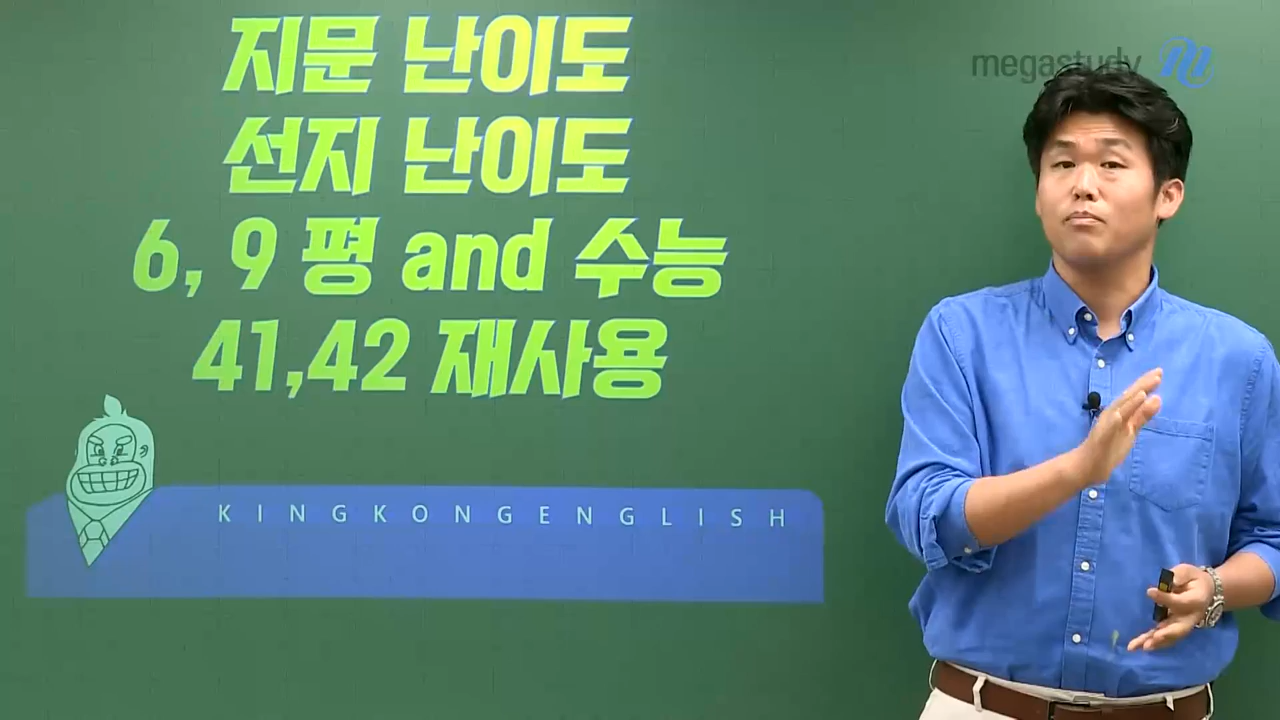 megastudy
지문 난이도
선지 난이도
6, 9 평 and 수능
41,42 재사용
KINGKONGENGLISH